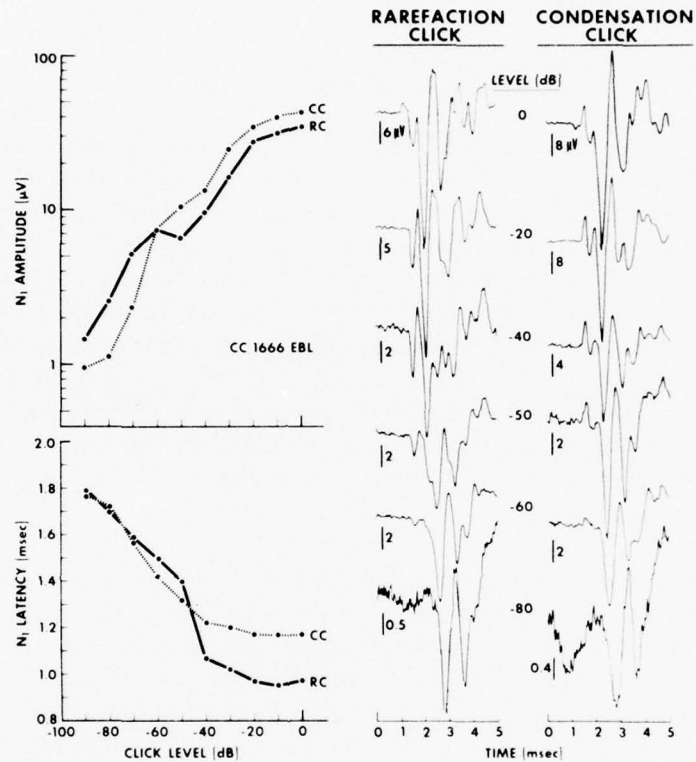 RAREFACTION CLICK
CONDENSATION CLICK
LEVEL (dB)
100
10
1
N₁ AMPLITUDE (μV)
CC
RC
CC 1666 EBL
2.0
1.8
1.6
1.4
1.2
1.0
0.8
N₁ LATENCY (msec)
CC
RC
-100
-80
-60
-40
-20
0
CLICK LEVEL (dB)
6 μV
0
8 μV
5
-20
8
2
-40
4
2
-50
2
2
-60
2
0.5
-80
0.4
0 1 2 3 4 5
0 1 2 3 4 5
TIME (msec)